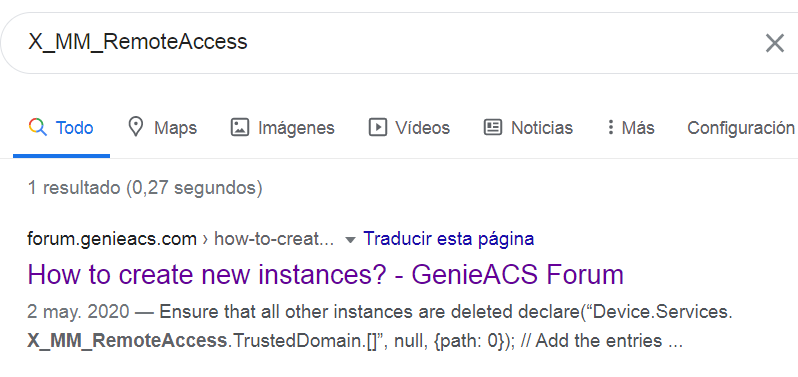 X_MM_RemoteAccess
Todo Maps Imágenes Vídeos Noticias Más Configuración
1 resultado (0,27 segundos)
forum.genieacs.com › how-to-creat... Traducir esta página
How to create new instances? - GenieACS Forum
2 may. 2020 — Ensure that all other instances are deleted declare(“Device.Services.
X_MM_RemoteAccess.TrustedDomain.[]”, null, {path: 0}); // Add the entries ...